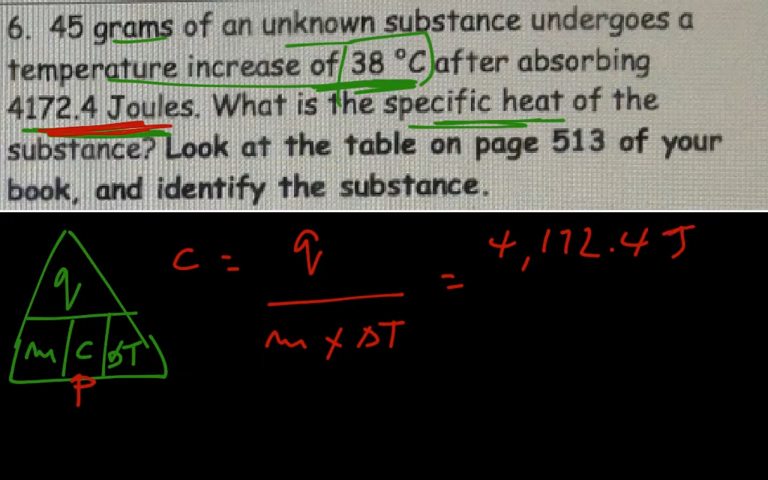 6. 45 grams of an unknown substance undergoes a
temperature increase of 38 °C after absorbing
4172.4 Joules. What is the specific heat of the
substance? Look at the table on page 513 of your
book, and identify the substance.
q
m c ΔT
P
c = q / m x ΔT = 4,172.4 J